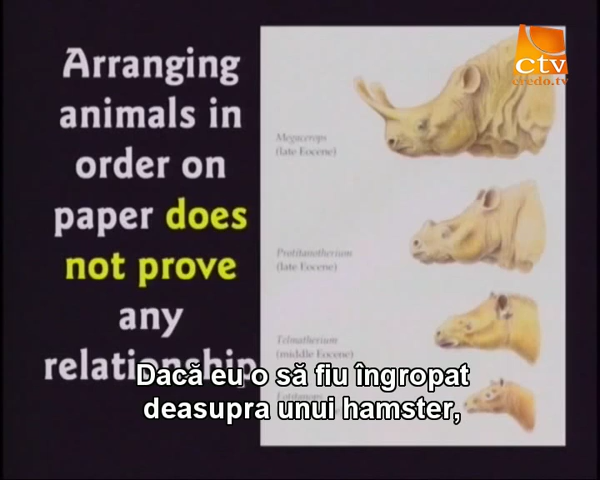 Arranging
animals in
order on
paper does
not prove
any
relationship
ctv
credo.tv
Megacerops
(late Eocene)
Protitanotherium
(late Eocene)
Telmatherium
(middle Eocene)
Dacă eu o să fiu îngropat
deasupra unui hamster,